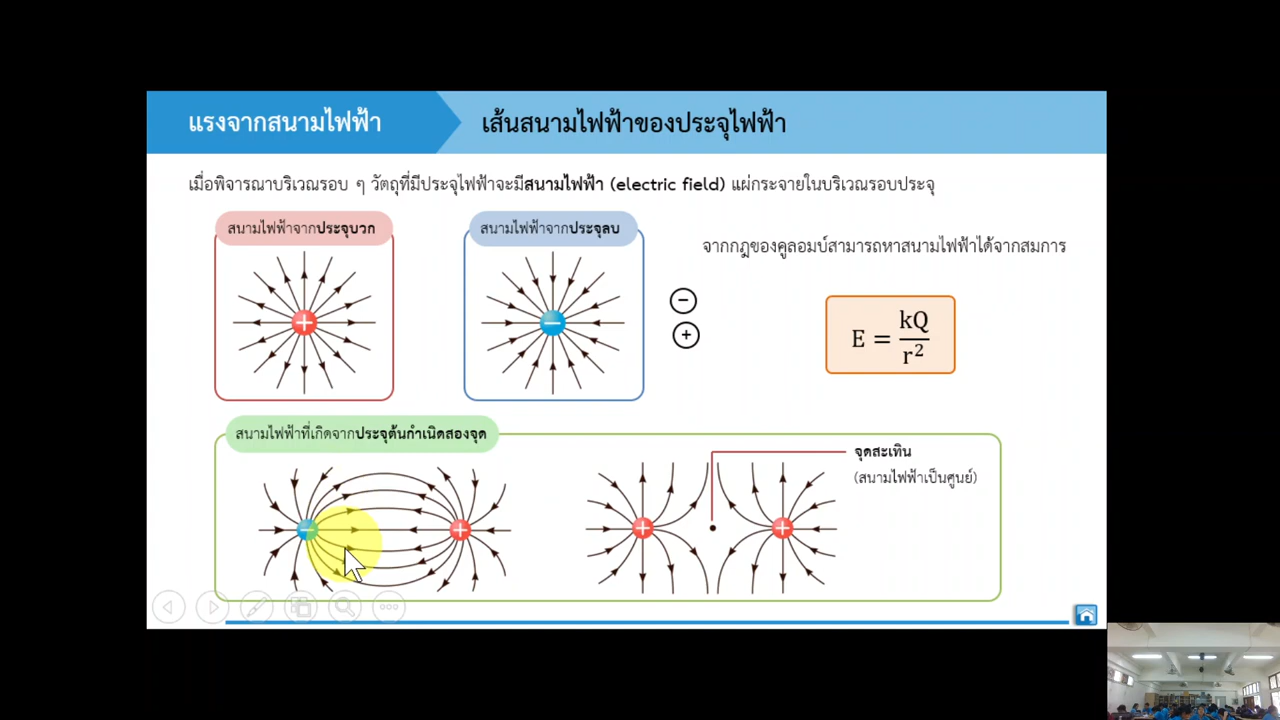 แรงจากสนามไฟฟ้า
เส้นสนามไฟฟ้าของประจุไฟฟ้า
เมื่อพิจารณาบริเวณรอบ ๆ วัตถุที่มีประจุไฟฟ้าจะมีสนามไฟฟ้า (electric field) แผ่กระจายในบริเวณรอบประจุ
สนามไฟฟ้าจากประจุบวก
สนามไฟฟ้าจากประจุลบ
จากกฎของคูลอมบ์สามารถหาสนามไฟฟ้าได้จากสมการ
+
−
−
+
E = kQ/r²
สนามไฟฟ้าที่เกิดจากประจุต้นกำเนิดสองจุด
จุดสะเทิน
(สนามไฟฟ้าเป็นศูนย์)
−
+
+
+